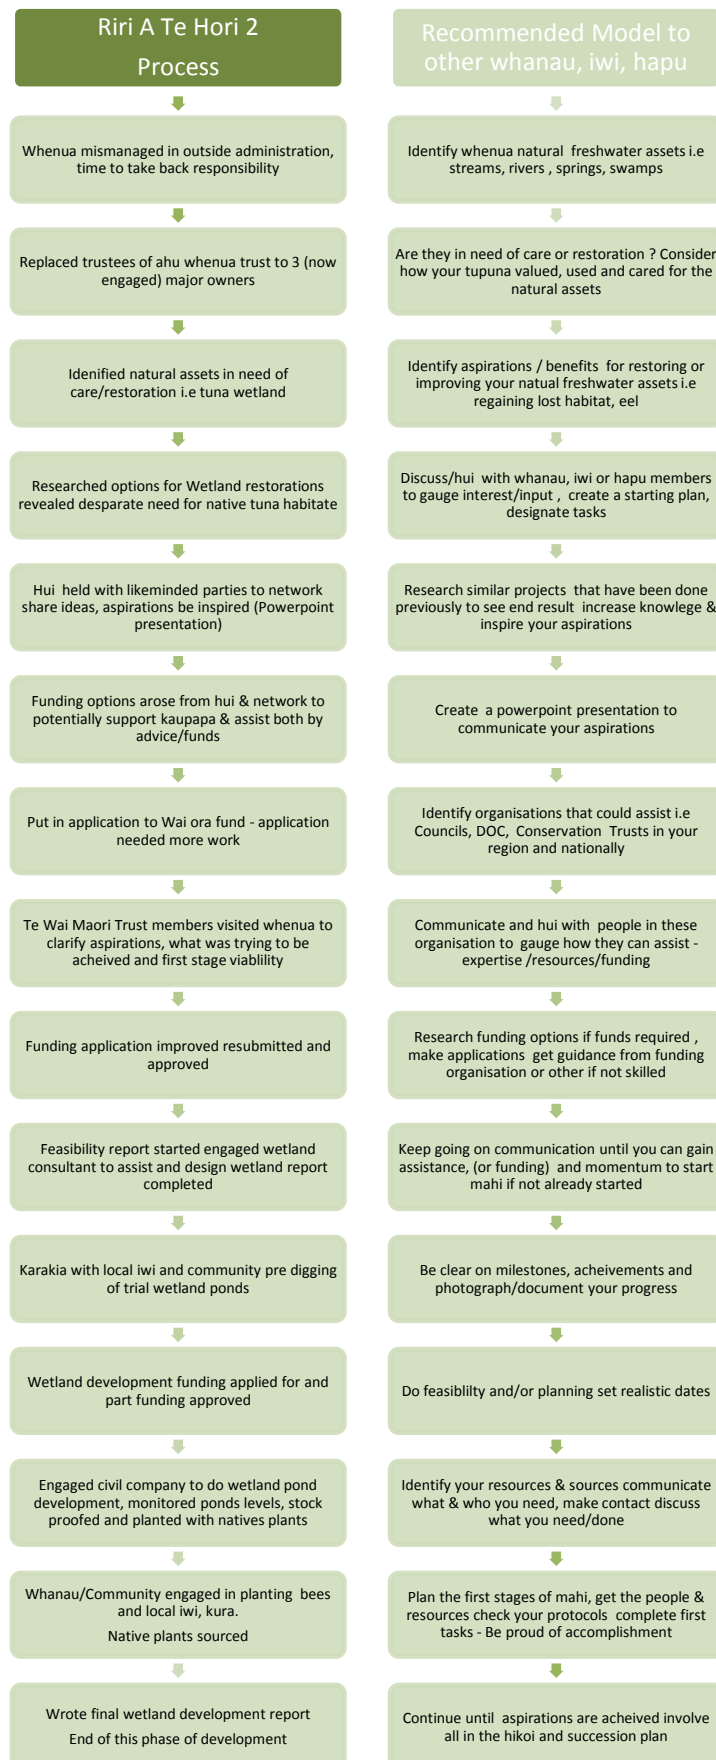 Riri A Te Hori 2
Process
Whenua mismanaged in outside administration,
time to take back responsibility
Replaced trustees of ahu whenua trust to 3 (now
engaged) major owners
Idenified natural assets in need of
care/restoration i.e tuna wetland
Researched options for Wetland restorations
revealed desparate need for native tuna habitate
Hui held with likeminded parties to network
share ideas, aspirations be inspired (Powerpoint
presentation)
Funding options arose from hui & network to
potentially support kaupapa & assist both by
advice/funds
Put in application to Wai ora fund - application
needed more work
Te Wai Maori Trust members visited whenua to
clarify aspirations, what was trying to be
acheived and first stage viablility
Funding application improved resubmitted and
approved
Feasibility report started engaged wetland
consultant to assist and design wetland report
completed
Karakia with local iwi and community pre digging
of trial wetland ponds
Wetland development funding applied for and
part funding approved
Engaged civil company to do wetland pond
development, monitored ponds levels, stock
proofed and planted with natives plants
Whanau/Community engaged in planting bees
and local iwi, kura.
Native plants sourced
Wrote final wetland development report
End of this phase of development
Recommended Model to
other whanau, iwi, hapu
Identify whenua natural freshwater assets i.e
streams, rivers , springs, swamps
Are they in need of care or restoration ? Consider
how your tupuna valued, used and cared for the
natural assets
Identify aspirations / benefits for restoring or
improving your natual freshwater assets i.e
regaining lost habitat, eel
Discuss/hui with whanau, iwi or hapu members
to gauge interest/input , create a starting plan,
designate tasks
Research similar projects that have been done
previously to see end result increase knowlege &
inspire your aspirations
Create a powerpoint presentation to
communicate your aspirations
Identify organisations that could assist i.e
Councils, DOC, Conservation Trusts in your
region and nationally
Communicate and hui with people in these
organisation to gauge how they can assist -
expertise /resources/funding
Research funding options if funds required ,
make applications get guidance from funding
organisation or other if not skilled
Keep going on communication until you can gain
assistance, (or funding) and momentum to start
mahi if not already started
Be clear on milestones, acheivements and
photograph/document your progress
Do feasiblilty and/or planning set realistic dates
Identify your resources & sources communicate
what & who you need, make contact discuss
what you need/done
Plan the first stages of mahi, get the people &
resources check your protocols complete first
tasks - Be proud of accomplishment
Continue until aspirations are acheived involve
all in the hikoi and succession plan